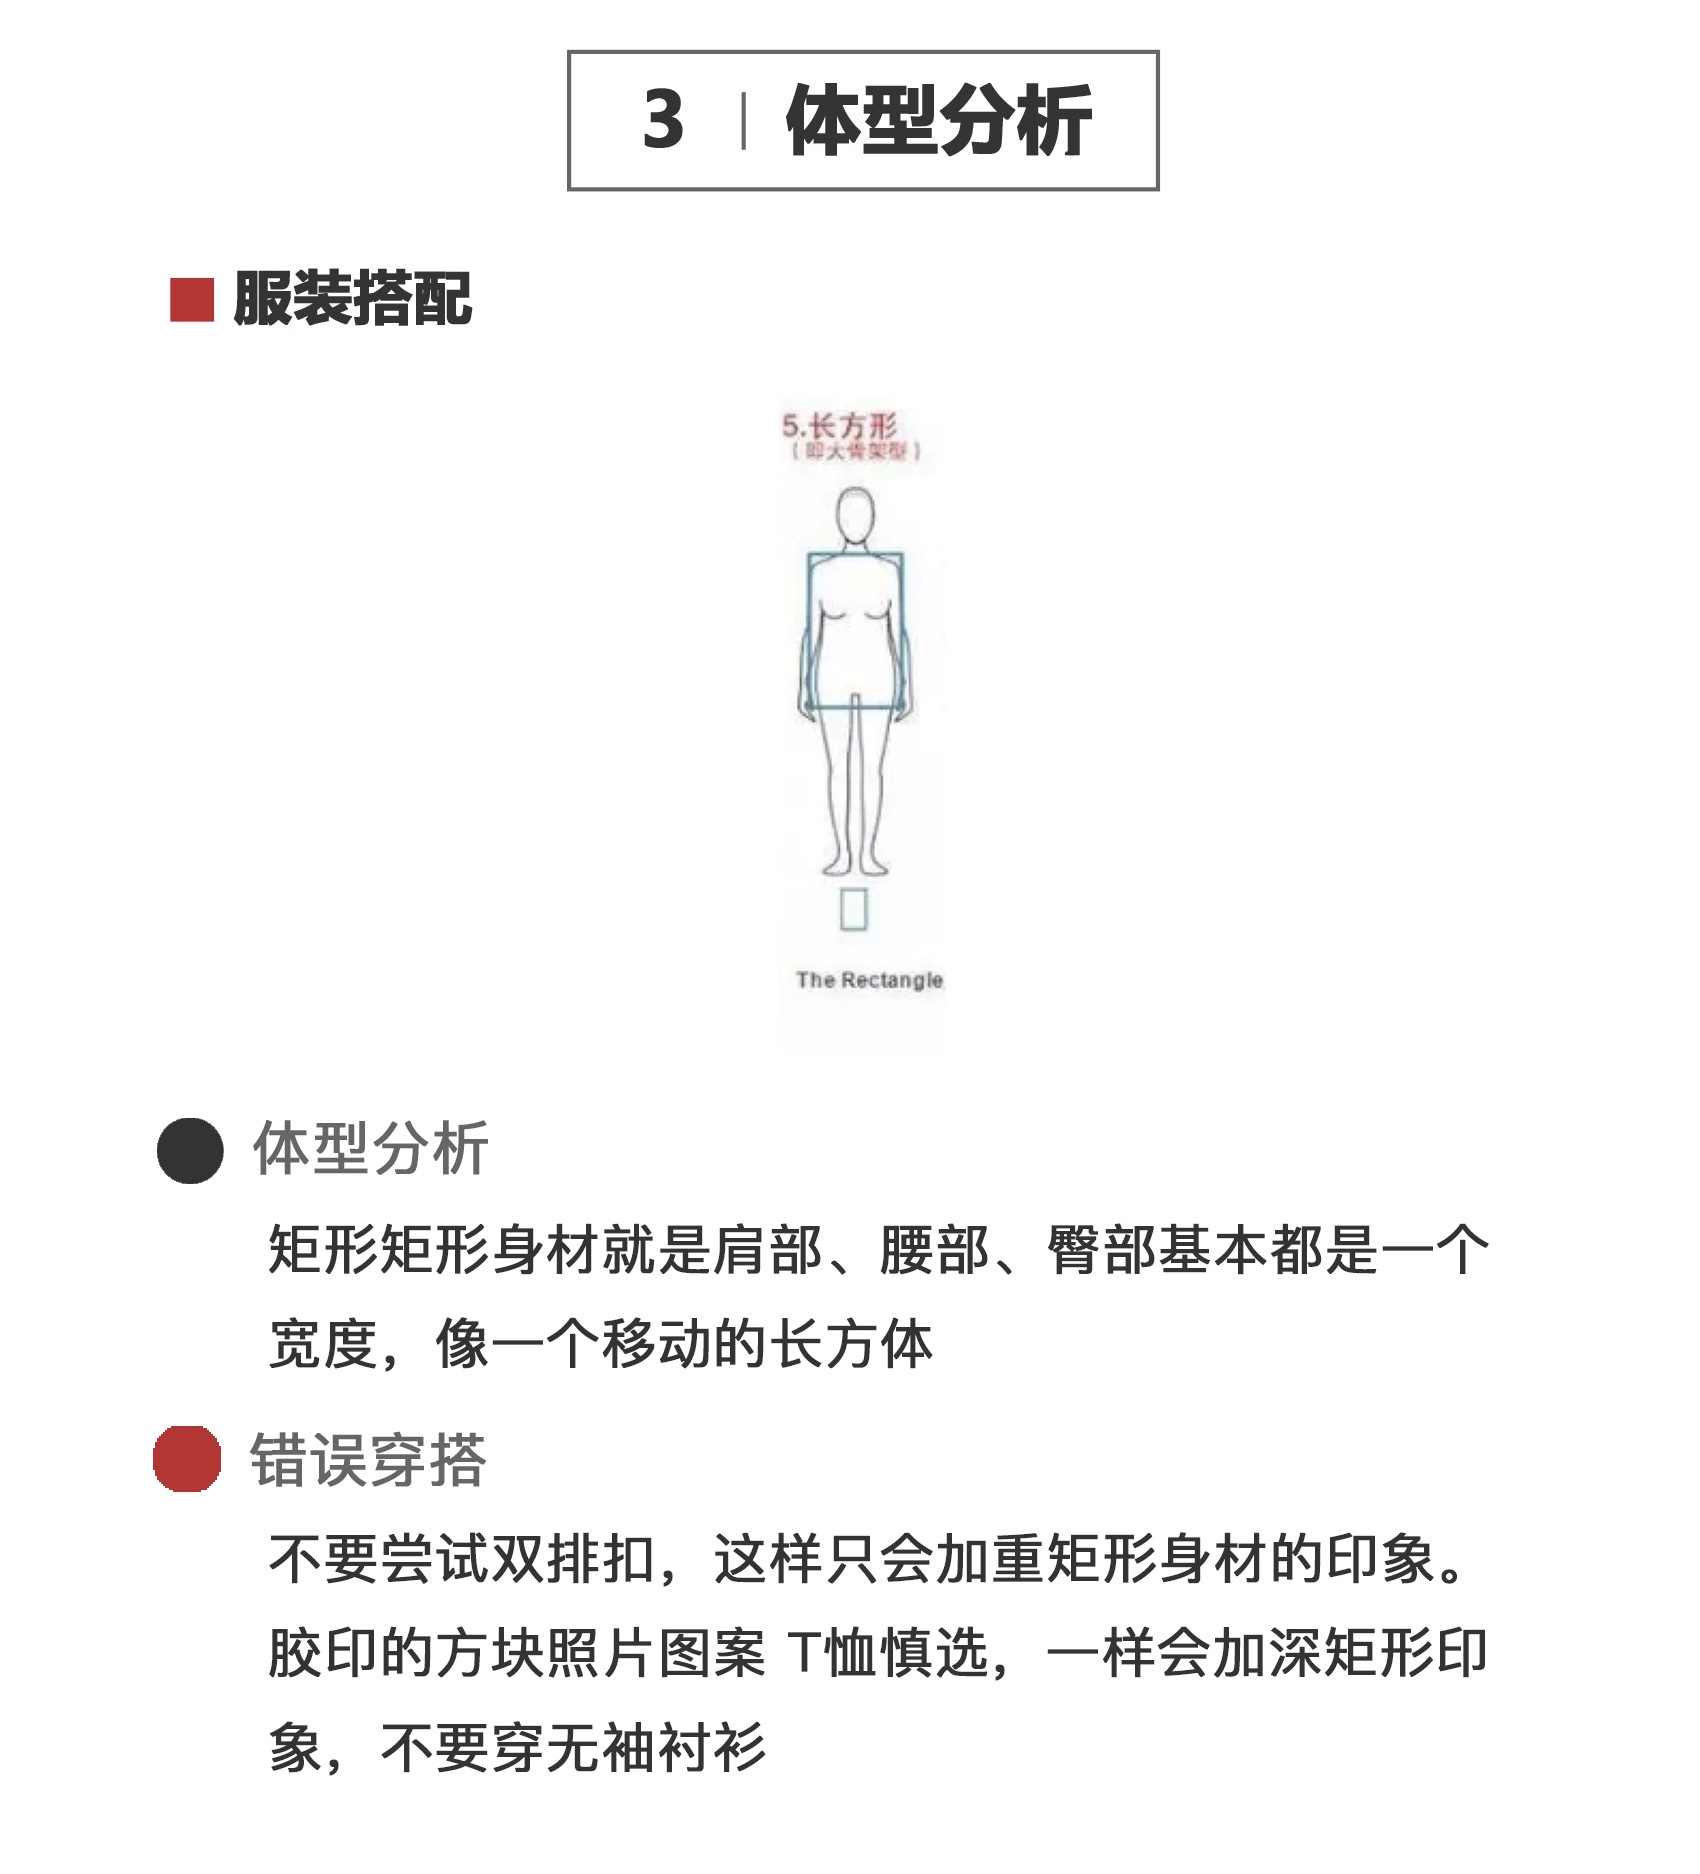 3 | 体型分析
服装搭配
5.长方形
(即大骨架型)
The Rectangle
体型分析
矩形矩形身材就是肩部、腰部、臀部基本都是一个
宽度，像一个移动的长方体
错误穿搭
不要尝试双排扣，这样只会加重矩形身材的印象。
胶印的方块照片图案 T恤慎选，一样会加深矩形印
象，不要穿无袖衬衫